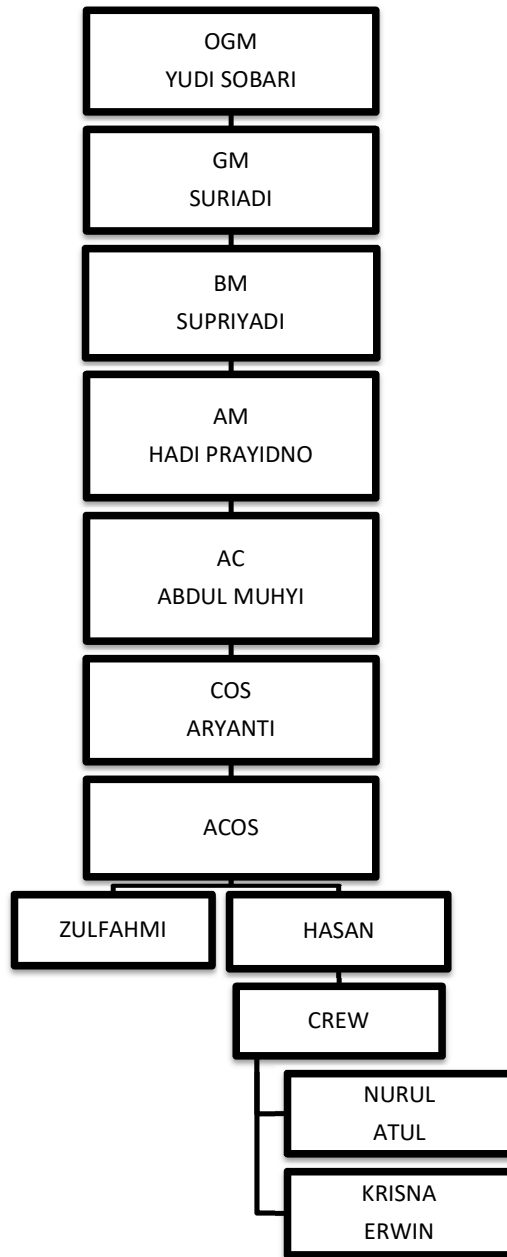 OGM
YUDI SOBARI
GM
SURIADI
BM
SUPRIYADI
AM
HADI PRAYIDNO
AC
ABDUL MUHYI
COS
ARYANTI
ACOS
ZULFAHMI
HASAN
CREW
NURUL
ATUL
KRISNA
ERWIN